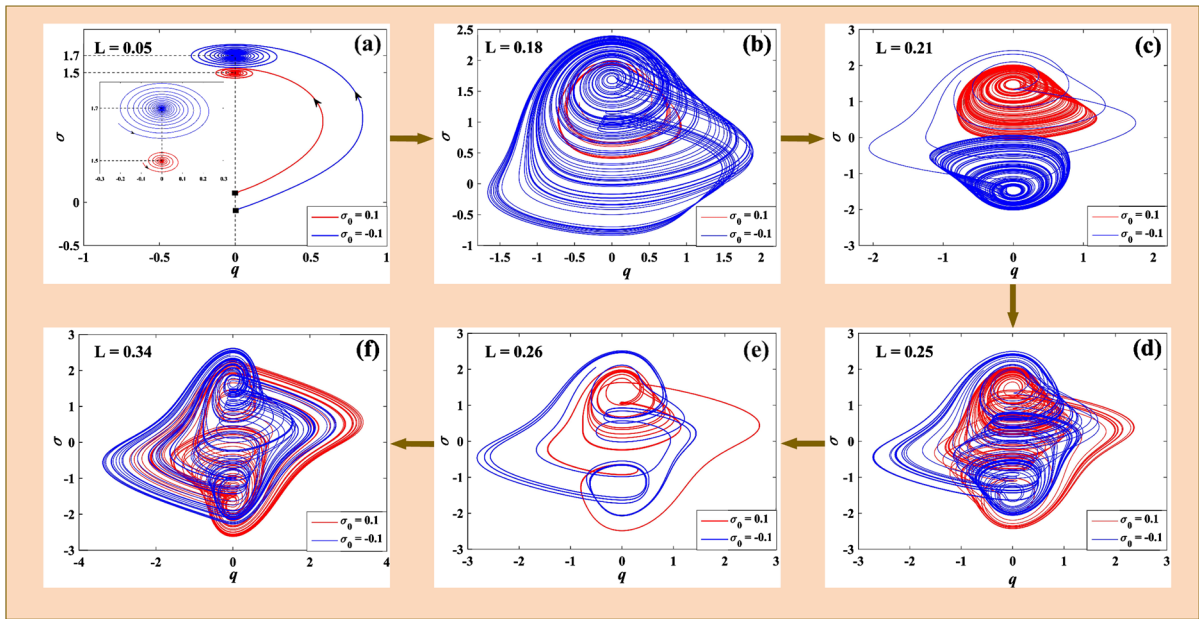 L = 0.05
(a)
1.7
1.5
0
-0.5
-1
-0.5
0
0.5
1
σ
q
1.7
1.5
-0.3
-0.2
-0.1
0
0.1
0.2
0.3
σ₀ = 0.1
σ₀ = -0.1
L = 0.18
(b)
2.5
2
1.5
1
0.5
0
-0.5
-1
-1.5
-1
-0.5
0
0.5
1
1.5
2
σ
q
σ₀ = 0.1
σ₀ = -0.1
L = 0.21
(c)
3
2
1
0
-1
-2
3
-2
-1
0
1
2
σ
q
σ₀ = 0.1
σ₀ = -0.1
L = 0.34
(f)
3
2
1
0
-1
-2
-3
-4
-2
0
2
4
σ
q
σ₀ = 0.1
σ₀ = -0.1
L = 0.26
(e)
3
2
1
0
-1
-2
-3
-3
-2
-1
0
1
2
3
σ
q
σ₀ = 0.1
σ₀ = -0.1
L = 0.25
(d)
3
2
1
0
-1
-2
-3
-3
-2
-1
0
1
2
3
σ
q
σ₀ = 0.1
σ₀ = -0.1